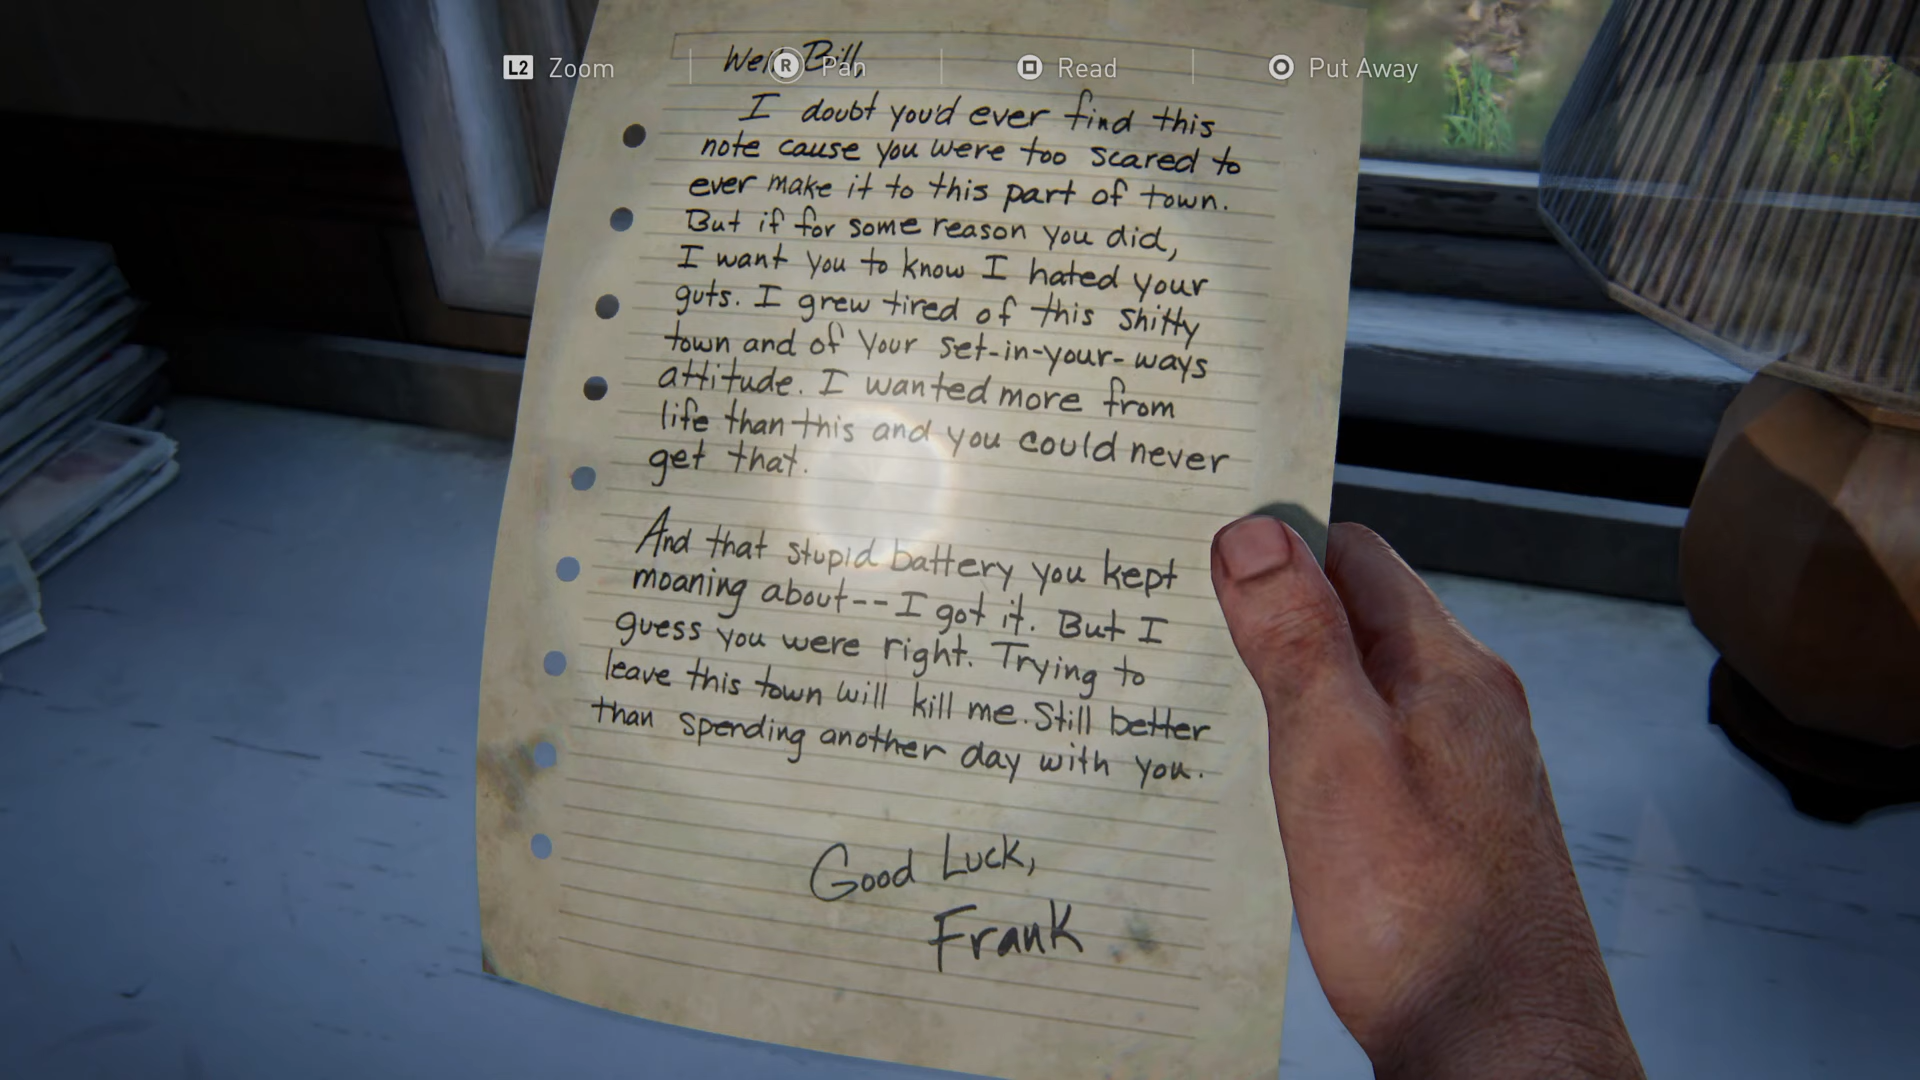 L2 Zoom R Pan Read Put Away
Well, Bill,
I doubt you'd ever find this
note cause you were too scared to
ever make it to this part of town.
But if for some reason you did,
I want you to know I hated your
guts. I grew tired of this shitty
town and of your set-in-your-ways
attitude. I wanted more from
life than this and you could never
get that.
And that stupid battery you kept
moaning about--I got it. But I
guess you were right. Trying to
leave this town will kill me. Still better
than spending another day with you.
Good Luck,
Frank